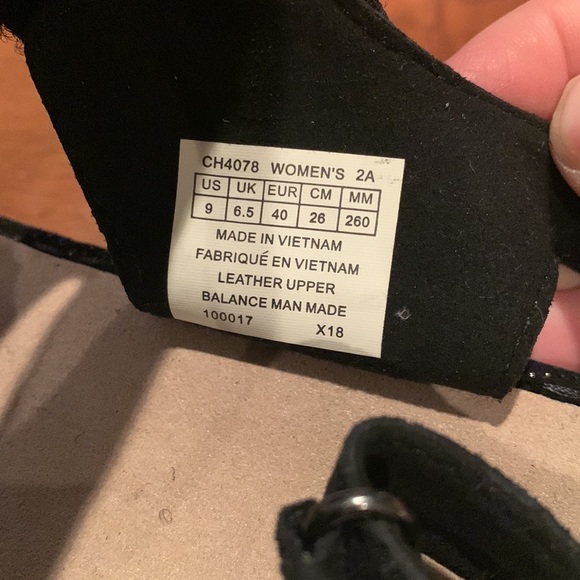 CH4078 WOMEN'S 2A
US UK EUR CM MM
9 6.5 40 26 260
MADE IN VIETNAM
FABRIQUÉ EN VIETNAM
LEATHER UPPER
BALANCE MAN MADE
100017 X18